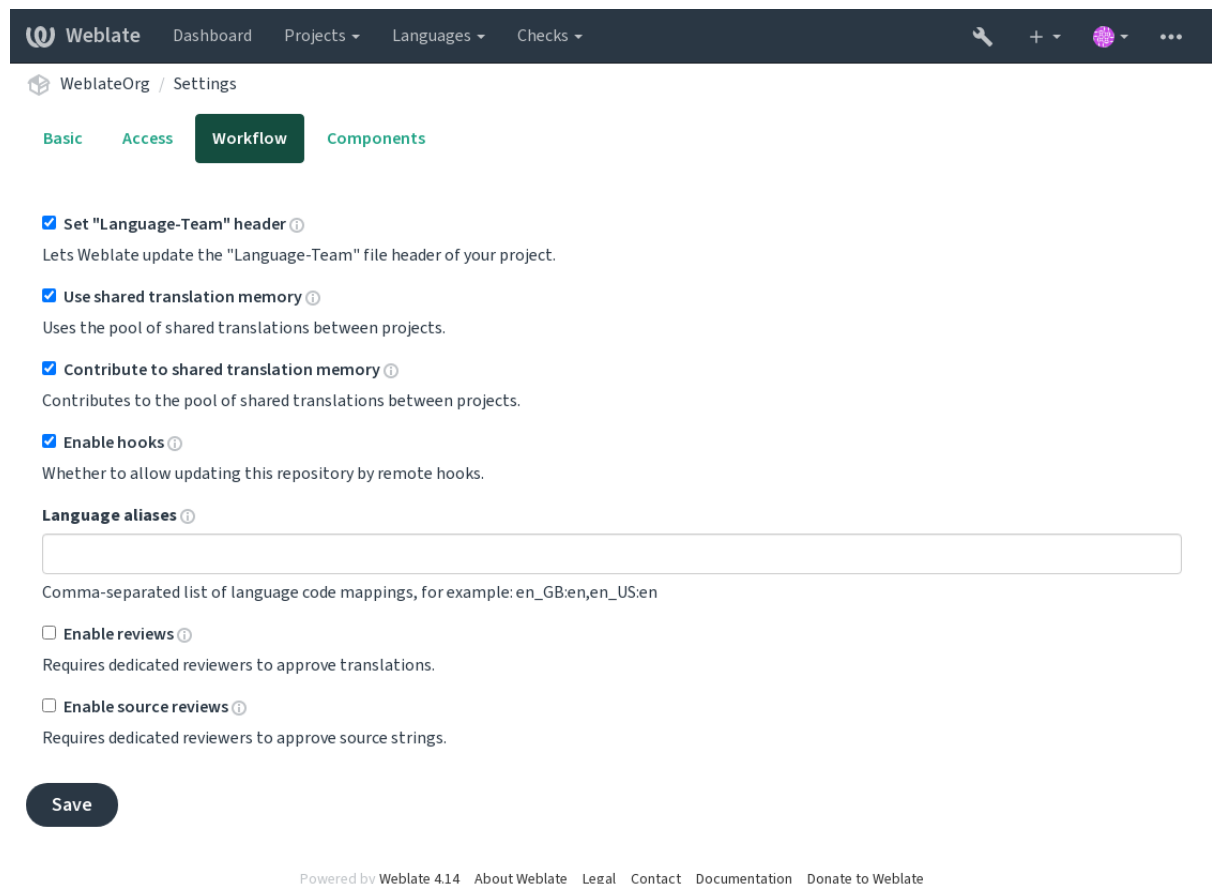 Weblate Dashboard Projects Languages Checks
WeblateOrg / Settings
Basic Access Workflow Components
Set "Language-Team" header
Lets Weblate update the "Language-Team" file header of your project.
Use shared translation memory
Uses the pool of shared translations between projects.
Contribute to shared translation memory
Contributes to the pool of shared translations between projects.
Enable hooks
Whether to allow updating this repository by remote hooks.
Language aliases
Comma-separated list of language code mappings, for example: en_GB:en,en_US:en
Enable reviews
Requires dedicated reviewers to approve translations.
Enable source reviews
Requires dedicated reviewers to approve source strings.
Save
Powered by Weblate 4.14 About Weblate Legal Contact Documentation Donate to Weblate